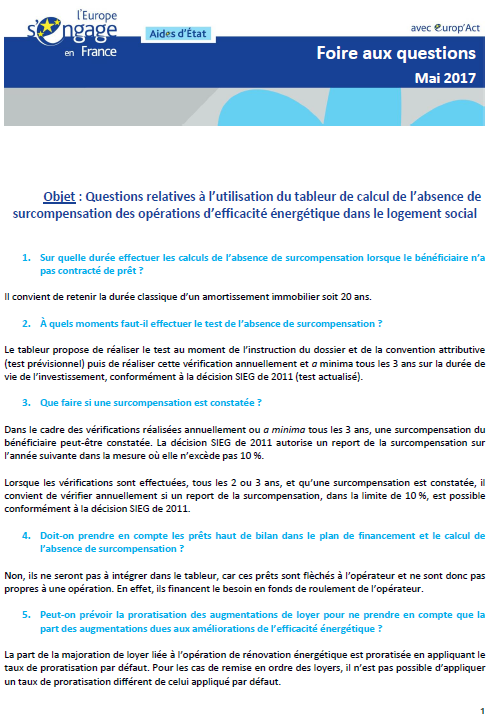 l'Europe
s'engage
en France
Aides d'État
avec europ'Act
Foire aux questions
Mai 2017
Objet : Questions relatives à l'utilisation du tableur de calcul de l'absence de
surcompensation des opérations d'efficacité énergétique dans le logement social
1. Sur quelle durée effectuer les calculs de l'absence de surcompensation lorsque le bénéficiaire n'a
pas contracté de prêt ?
Il convient de retenir la durée classique d'un amortissement immobilier soit 20 ans.
2. À quels moments faut-il effectuer le test de l'absence de surcompensation ?
Le tableur propose de réaliser le test au moment de l'instruction du dossier et de la convention attributive
(test prévisionnel) puis de réaliser cette vérification annuellement et a minima tous les 3 ans sur la durée de
vie de l'investissement, conformément à la décision SIEG de 2011 (test actualisé).
3. Que faire si une surcompensation est constatée ?
Dans le cadre des vérifications réalisées annuellement ou a minima tous les 3 ans, une surcompensation du
bénéficiaire peut-être constatée. La décision SIEG de 2011 autorise un report de la surcompensation sur
l'année suivante dans la mesure où elle n'excède pas 10 %.
Lorsque les vérifications sont effectuées, tous les 2 ou 3 ans, et qu'une surcompensation est constatée, il
convient de vérifier annuellement si un report de la surcompensation, dans la limite de 10 %, est possible
conformément à la décision SIEG de 2011.
4. Doit-on prendre en compte les prêts haut de bilan dans le plan de financement et le calcul de
l'absence de surcompensation ?
Non, ils ne seront pas à intégrer dans le tableur, car ces prêts sont flèchés à l'opérateur et ne sont donc pas
propres à une opération. En effet, ils financent le besoin en fonds de roulement de l'opérateur.
5. Peut-on prévoir la proratisation des augmentations de loyer pour ne prendre en compte que la
part des augmentations dues aux améliorations de l'efficacité énergétique ?
La part de la majoration de loyer liée à l'opération de rénovation énergétique est proratisée en appliquant le
taux de proratisation par défaut. Pour les cas de remise en ordre des loyers, il n'est pas possible d'appliquer
un taux de proratisation différent de celui appliqué par défaut.
1